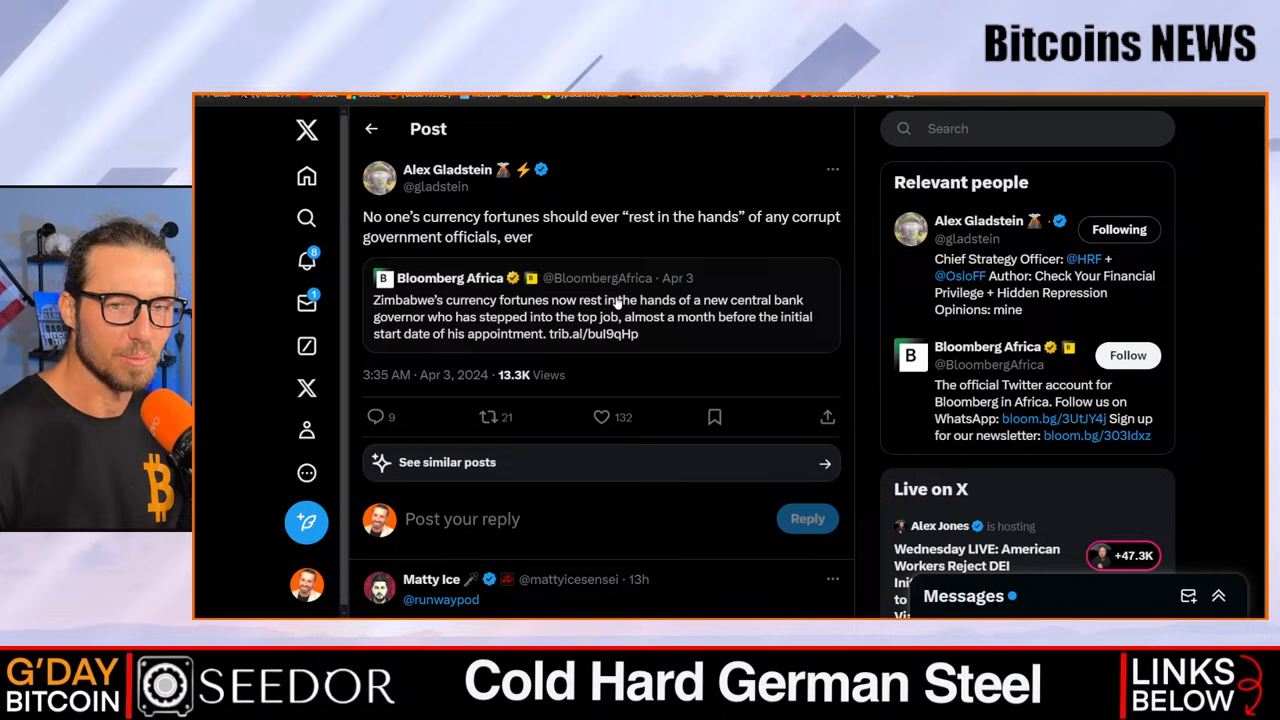 Bitcoins NEWS
Post
Search
Alex Gladstein
@gladstein
No one's currency fortunes should ever “rest in the hands” of any corrupt
government officials, ever
B Bloomberg Africa @BloombergAfrica · Apr 3
Zimbabwe's currency fortunes now rest in the hands of a new central bank
governor who has stepped into the top job, almost a month before the initial
start date of his appointment. trib.al/buI9qHp
3:35 AM · Apr 3, 2024 · 13.3K Views
9 21 132
See similar posts
Post your reply
Reply
Matty Ice @mattyicesensei · 13h
@runwaypod
8
1
Relevant people
Alex Gladstein
@gladstein
Following
Chief Strategy Officer: @HRF +
@OsloFF Author: Check Your Financial
Privilege + Hidden Repression
Opinions: mine
B
Bloomberg Africa
@BloombergAfrica
Follow
The official Twitter account for
Bloomberg in Africa. Follow us on
WhatsApp: bloom.bg/3UtJY4j Sign up
for our newsletter: bloom.bg/303Idxz
Live on X
Alex Jones is hosting
Wednesday LIVE: American
Workers Reject DEI
+47.3K
to
Messages
G'DAY
BITCOIN
SEEDOR
Cold Hard German Steel
LINKS
BELOW